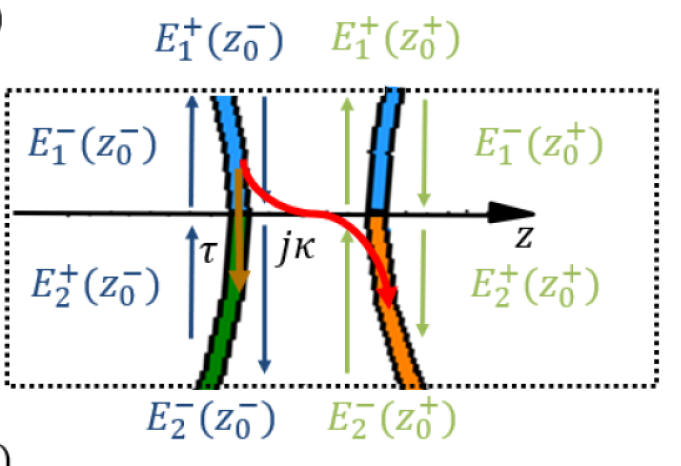 )
E₁⁺(z₀⁻) E₁⁺(z₀⁺)
E₁⁻(z₀⁻) E₁⁻(z₀⁺)
τ jκ z
E₂⁺(z₀⁻) E₂⁺(z₀⁺)
E₂⁻(z₀⁻) E₂⁻(z₀⁺)
)